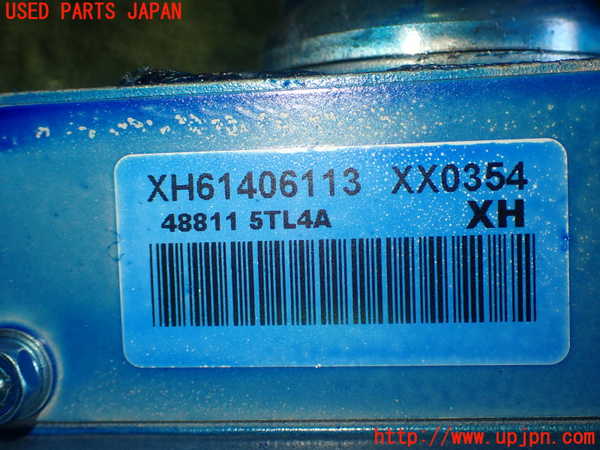 USED PARTS JAPAN
XH61406113 XX0354
48811 5TL4A XH
http://www.upjpn.com/